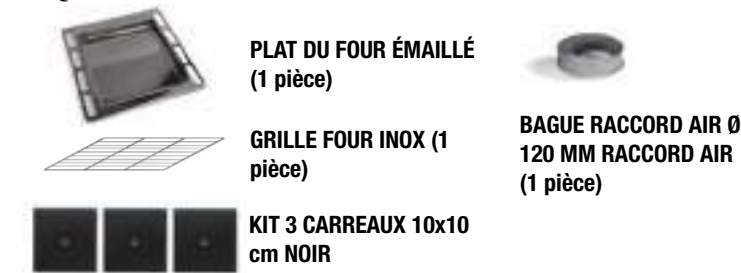 PLAT DU FOUR ÉMAILLÉ
(1 pièce)
GRILLE FOUR INOX (1
pièce)
KIT 3 CARREAUX 10x10
cm NOIR
BAGUE RACCORD AIR Ø
120 MM RACCORD AIR
(1 pièce)